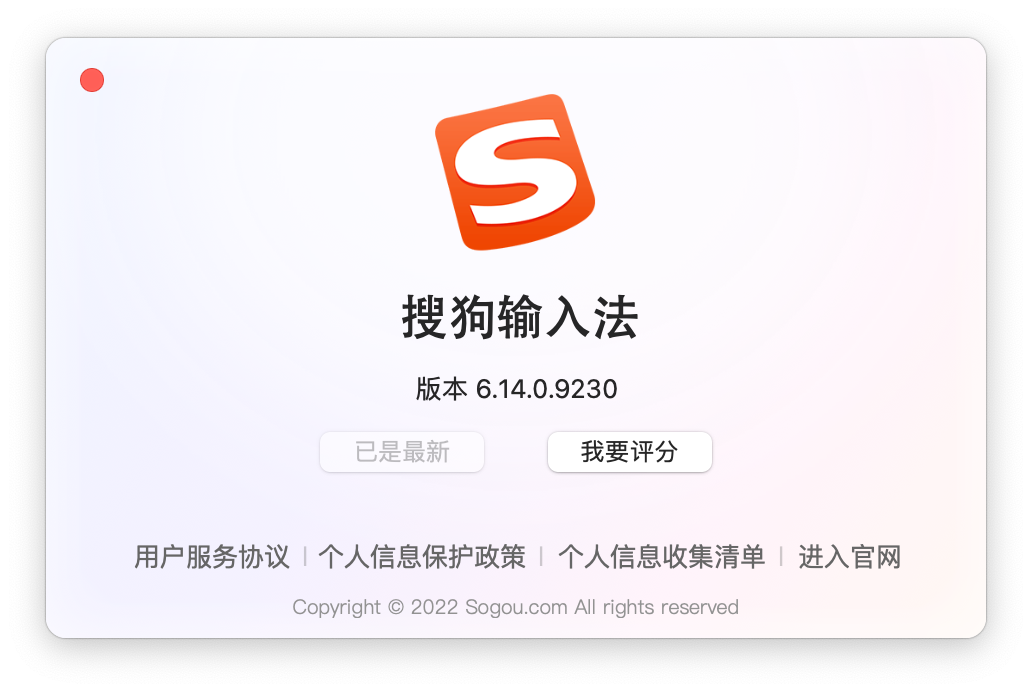 搜狗输入法
版本 6.14.0.9230
已是最新 我要评分
用户服务协议 | 个人信息保护政策 | 个人信息收集清单 | 进入官网
Copyright © 2022 Sogou.com All rights reserved